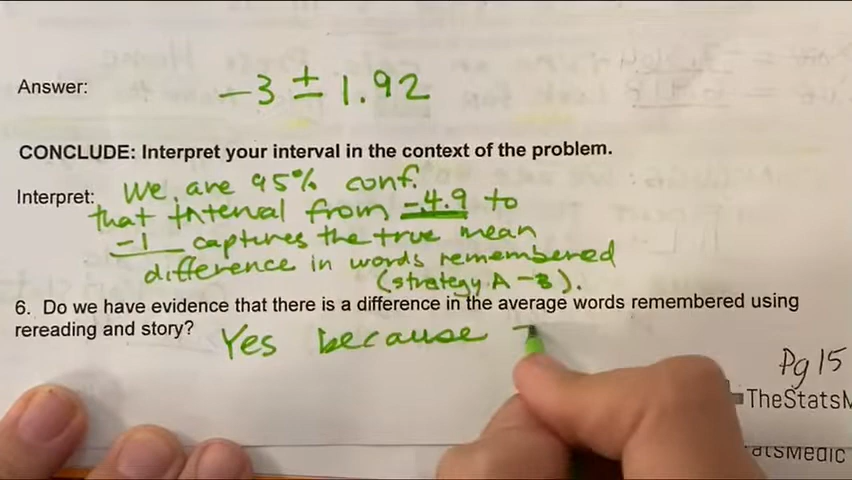 Answer: -3 ± 1.92
CONCLUDE: Interpret your interval in the context of the problem.
Interpret: We are 95% conf.
that interval from -4.9 to
-1 captures the true mean
difference in words remembered
(strategy A - B).
6. Do we have evidence that there is a difference in the average words remembered using
rereading and story? Yes because
Pg 15
TheStatsM
atsMedic